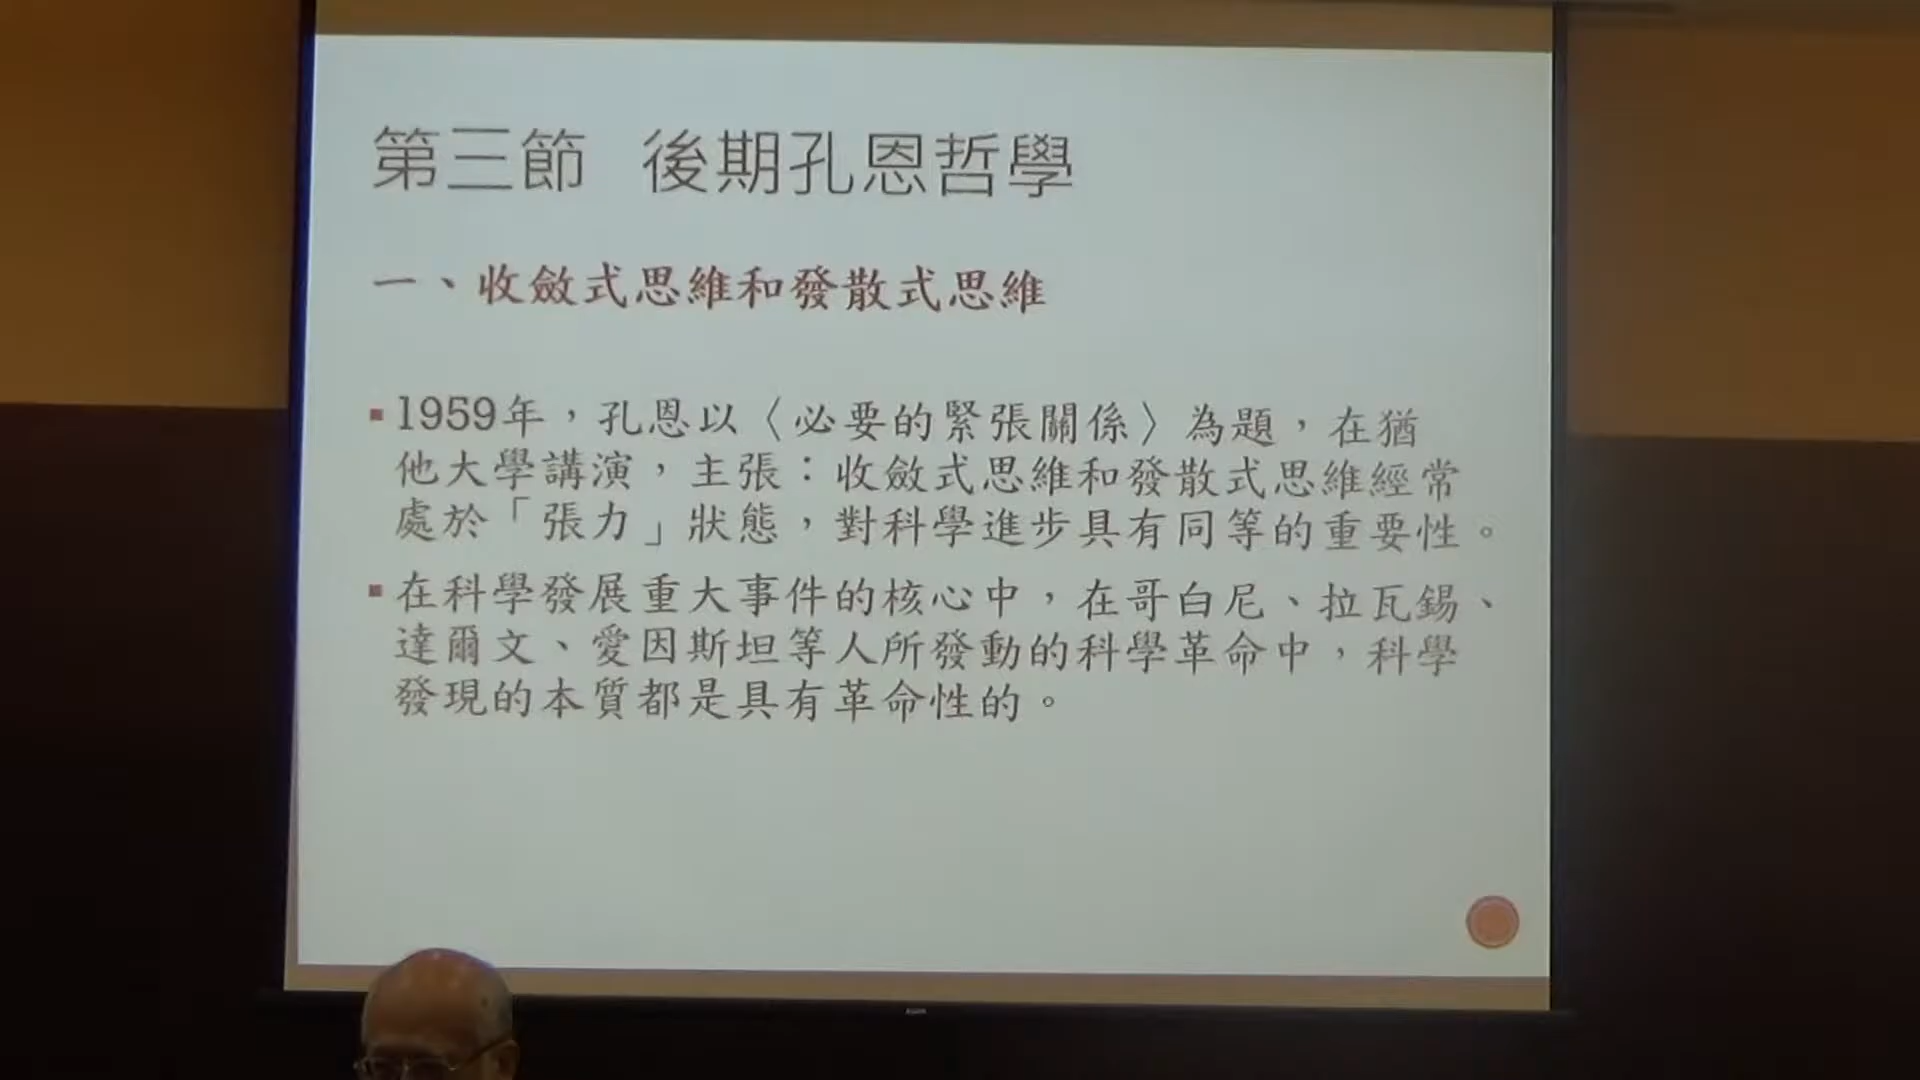 第三節 後期孔恩哲學
一、收斂式思維和發散式思維
▪1959年，孔恩以〈必要的緊張關係〉為題，在猶
他大學講演，主張：收斂式思維和發散式思維經常
處於「張力」狀態，對科學進步具有同等的重要性。
▪在科學發展重大事件的核心中，在哥白尼、拉瓦錫、
達爾文、愛因斯坦等人所發動的科學革命中，科學
發現的本質都是具有革命性的。